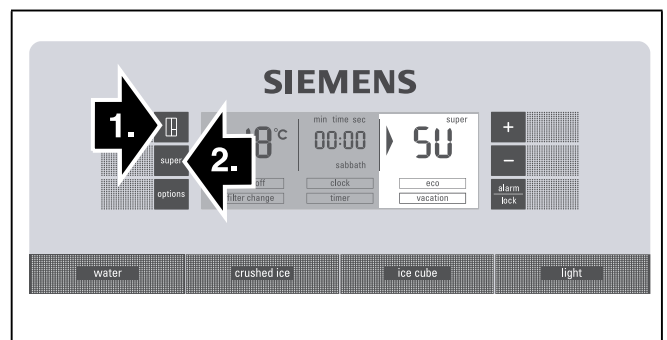 SIEMENS
1.
2.
super
options
18°C
min time sec
00:00
sabbath
super
SU
off
clock
eco
filter change
timer
vacation
+
−
alarm
lock
water
crushed ice
ice cube
light